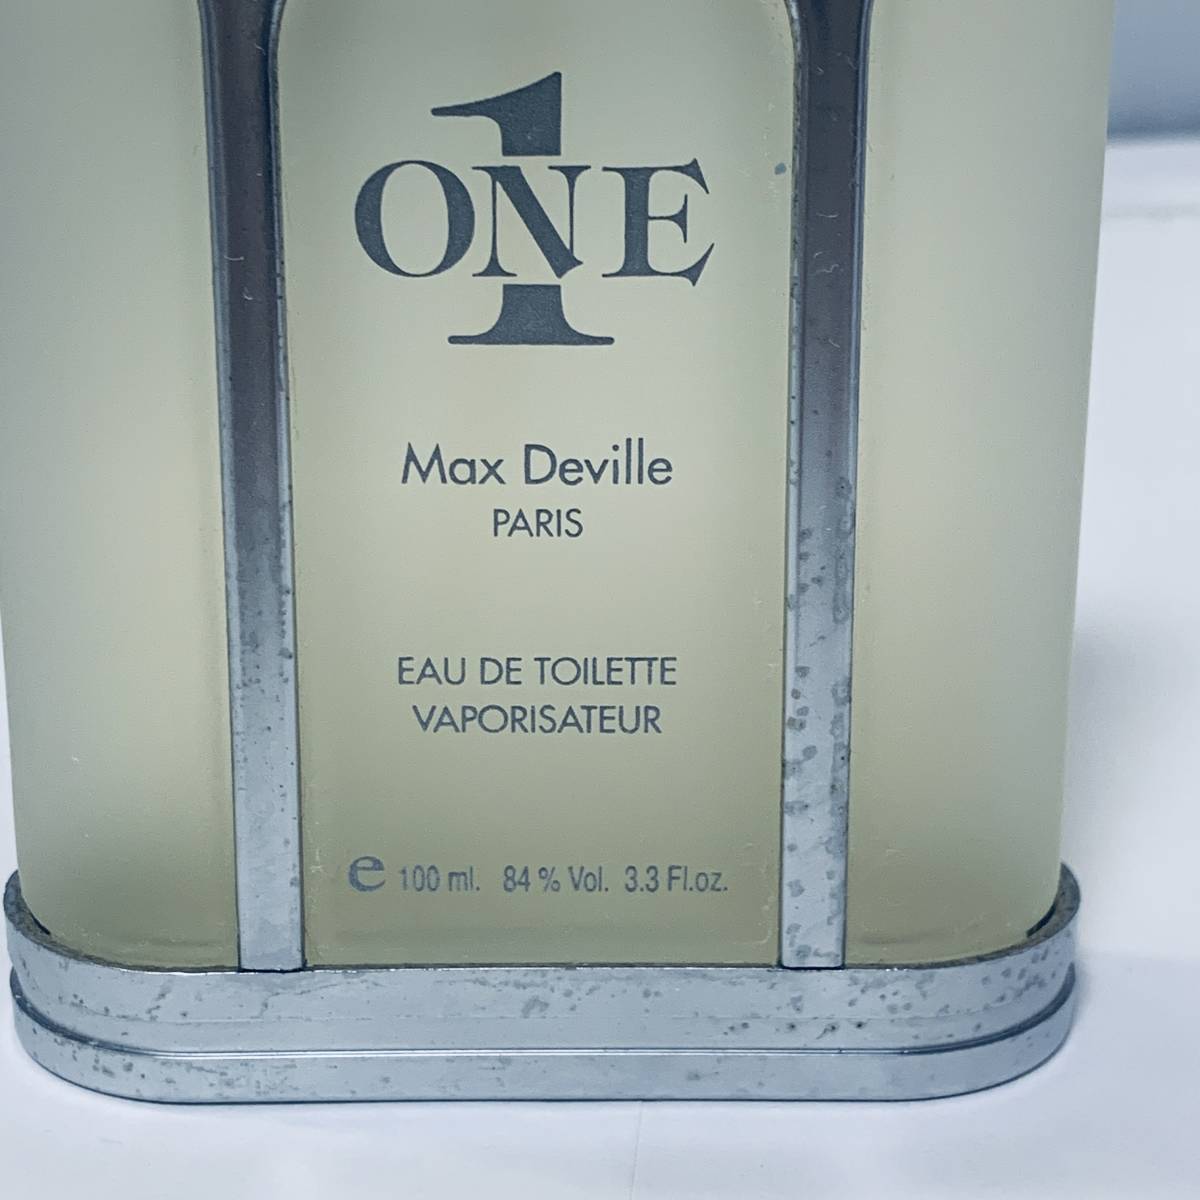 1
ONE
Max Deville
PARIS
EAU DE TOILETTE
VAPORISATEUR
e 100 ml. 84 % Vol. 3.3 Fl.oz.